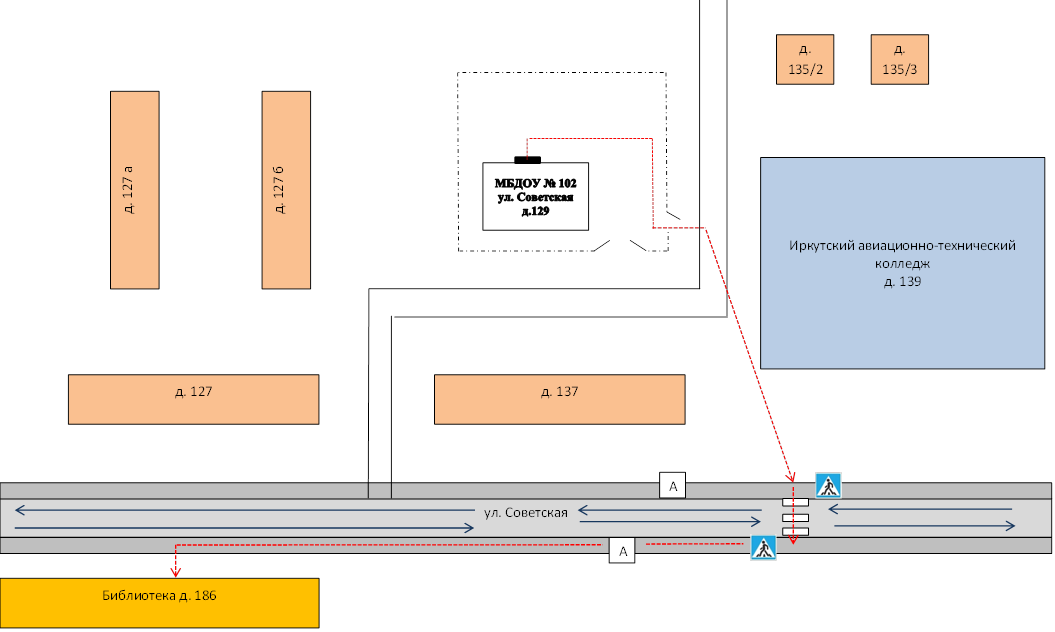 д.
135/2
д.
135/3
д. 127 а
д. 127 б
МБДОУ № 102
ул. Советская
д.129
Иркутский авиационно-технический
колледж
д. 139
д. 127
д. 137
А
ул. Советская
А
Библиотека д. 186